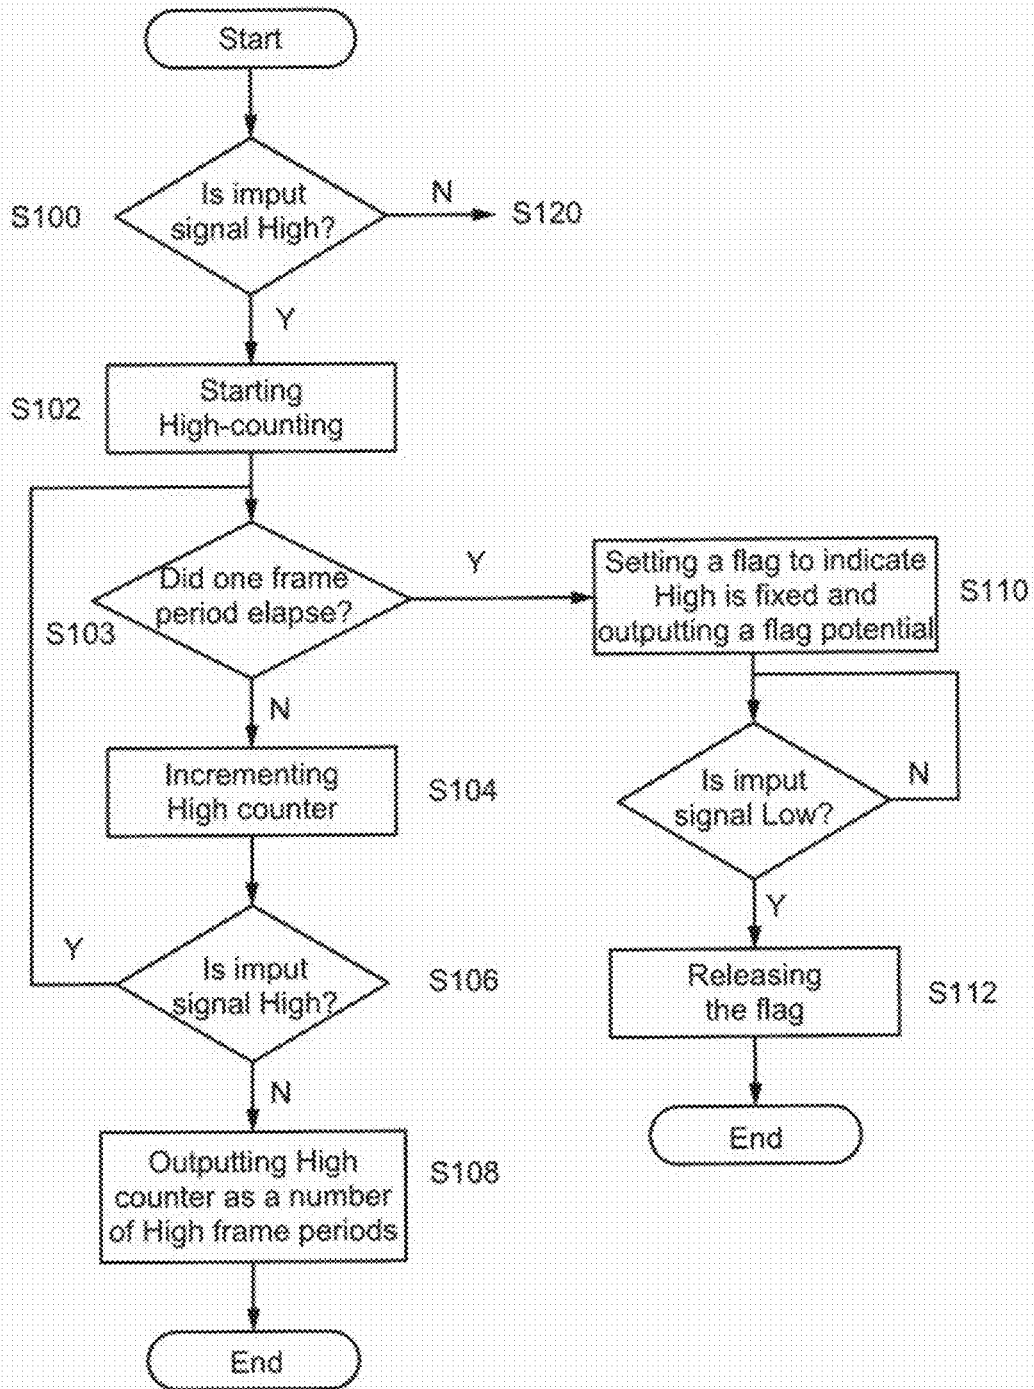 Start
Is imput
signal High?
S100
N
S120
Y
Starting
High-counting
S102
Did one frame
period elapse?
S103
Y
Setting a flag to indicate
High is fixed and
outputting a flag potential
S110
N
Incrementing
High counter
S104
Is imput
signal Low?
N
Y
Is imput
signal High?
S106
Y
Releasing
the flag
S112
N
Outputting High
counter as a number
of High frame periods
S108
End
End